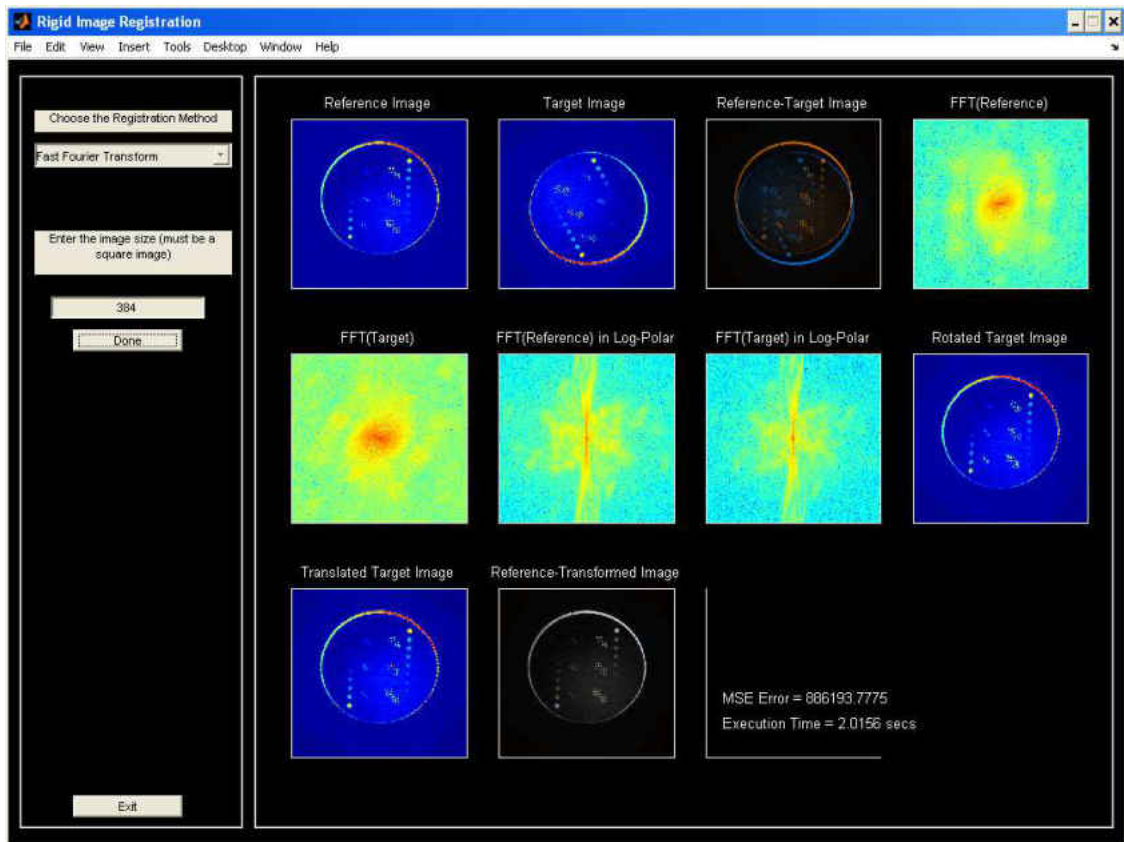 Rigid Image Registration
File Edit View Insert Tools Desktop Window Help
Choose the Registration Method
Fast Fourier Transform
Enter the image size (must be a
square image)
384
Done
Exit
Reference Image Target Image Reference-Target Image FFT(Reference)
FFT(Target) FFT(Reference) in Log-Polar FFT(Target) in Log-Polar Rotated Target Image
Translated Target Image Reference-Transformed Image
MSE Error = 886193.7775
Execution Time = 2.0156 secs